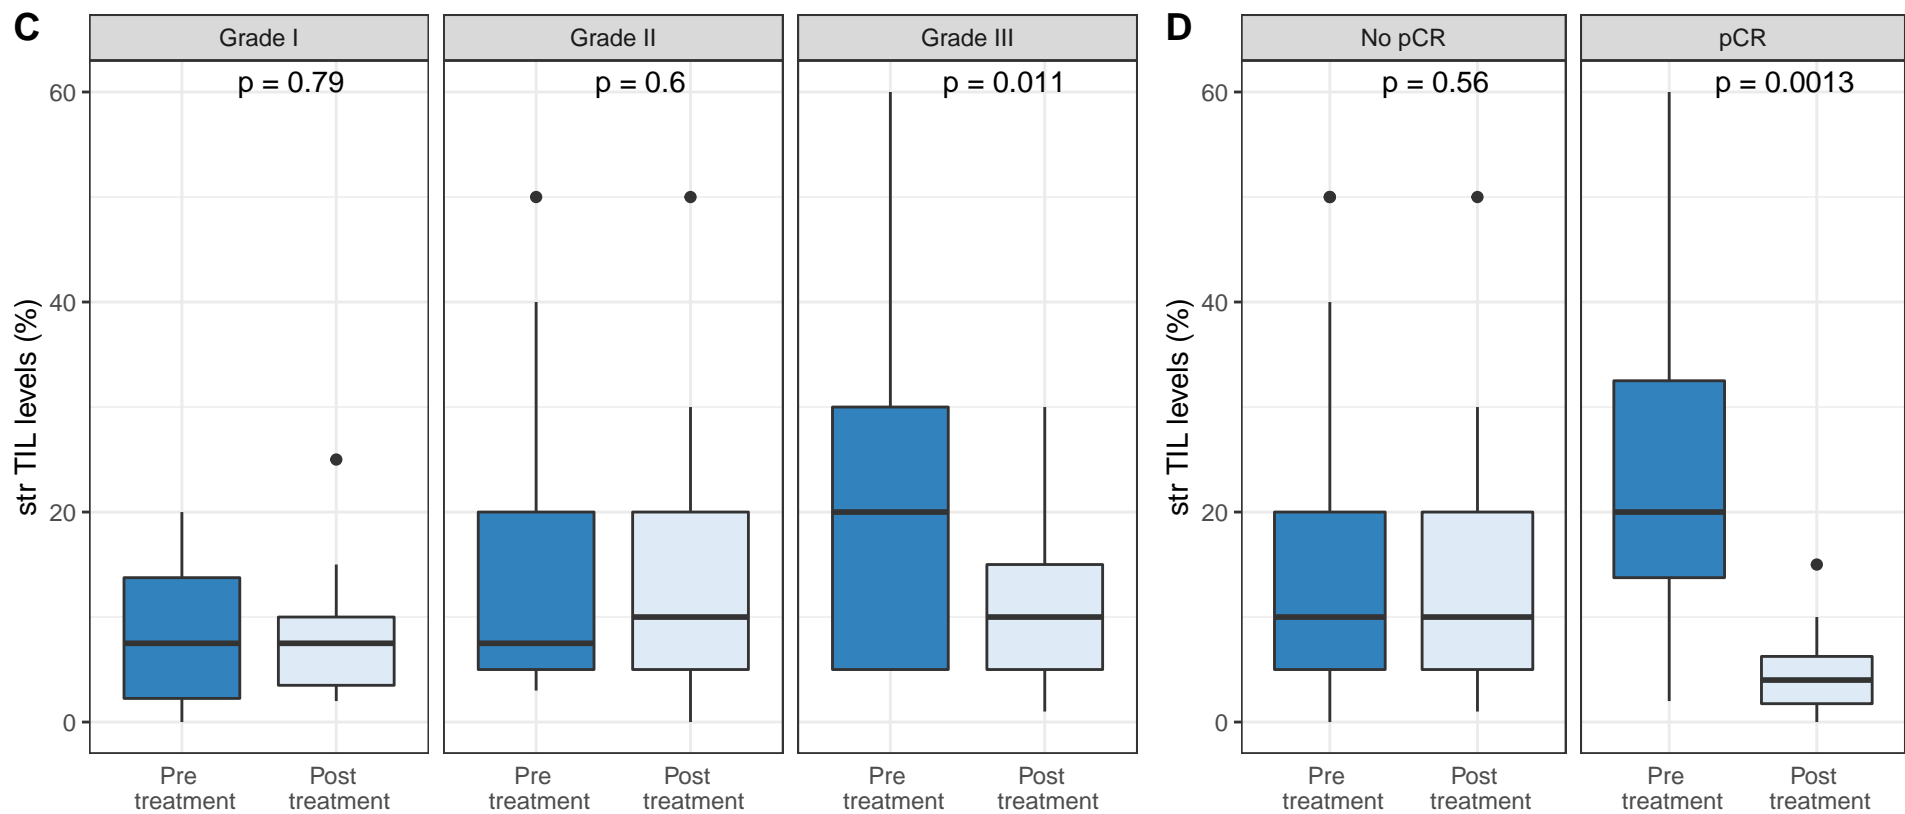 C
Grade I
Grade II
Grade III
p = 0.79
p = 0.6
p = 0.011
str TIL levels (%)
60
40
20
0
Pre treatment
Post treatment
Pre treatment
Post treatment
Pre treatment
Post treatment
D
No pCR
pCR
p = 0.56
p = 0.0013
str TIL levels (%)
60
40
20
0
Pre treatment
Post treatment
Pre treatment
Post treatment